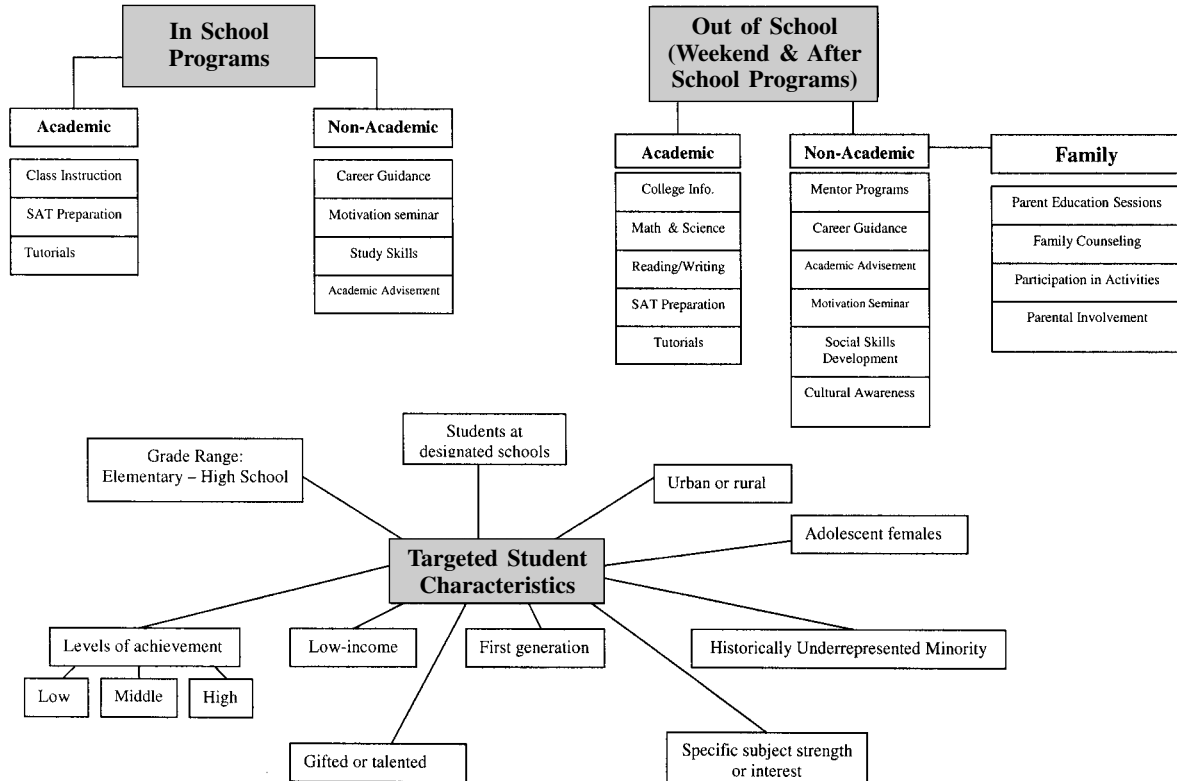 In School
Programs
Academic
Class Instruction
SAT Preparation
Tutorials
Non-Academic
Career Guidance
Motivation seminar
Study Skills
Academic Advisement
Out of School
(Weekend & After
School Programs)
Academic
College Info.
Math & Science
Reading/Writing
SAT Preparation
Tutorials
Non-Academic
Mentor Programs
Career Guidance
Academic Advisement
Motivation Seminar
Social Skills
Development
Cultural Awareness
Family
Parent Education Sessions
Family Counseling
Participation in Activities
Parental Involvement
Grade Range:
Elementary – High School
Students at
designated schools
Urban or rural
Adolescent females
Targeted Student
Characteristics
Levels of achievement
Low
Middle
High
Low-income
First generation
Historically Underrepresented Minority
Gifted or talented
Specific subject strength
or interest